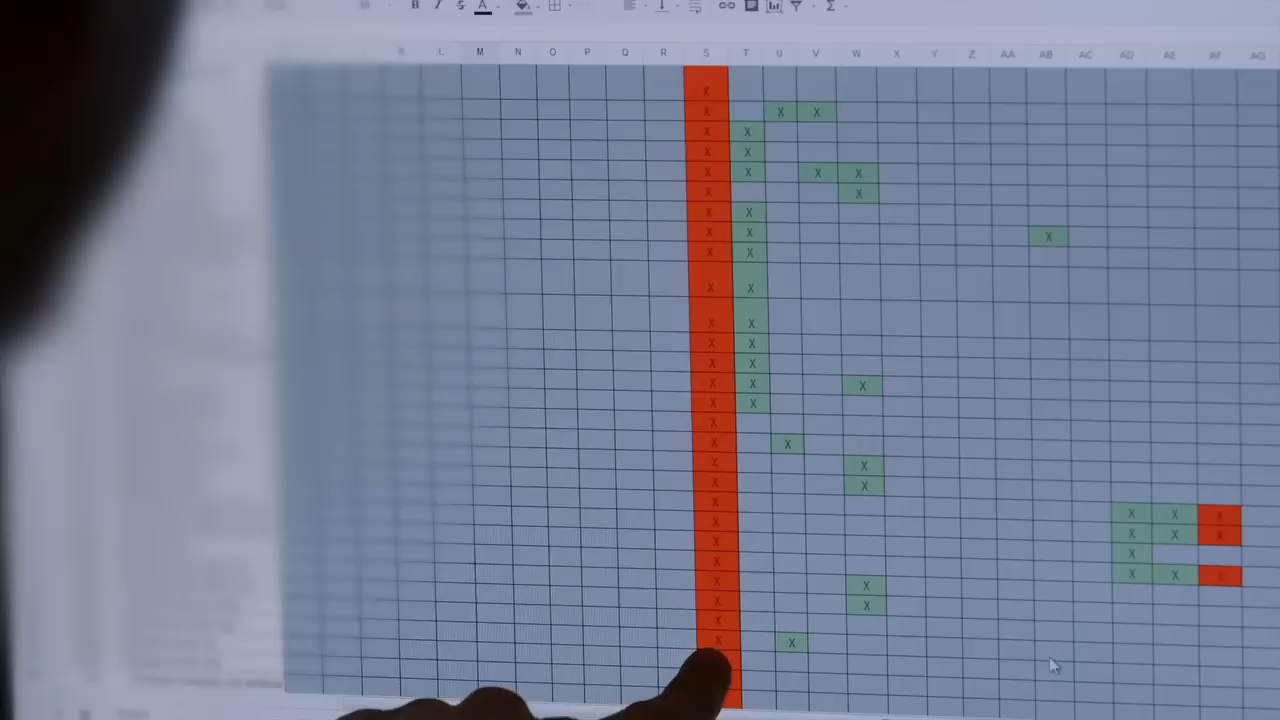 B I S A Σ
L M N O P Q R S T U V W X Y Z AA AB AC AD AE AF AG
X
X X X
X X
X X
X X X X
X X
X X
X X X
X X
X X
X X
X X
X X
X X X
X X
X
X X
X X
X X
X X X X
X X X X
X X
X X X
X X
X X
X
X X